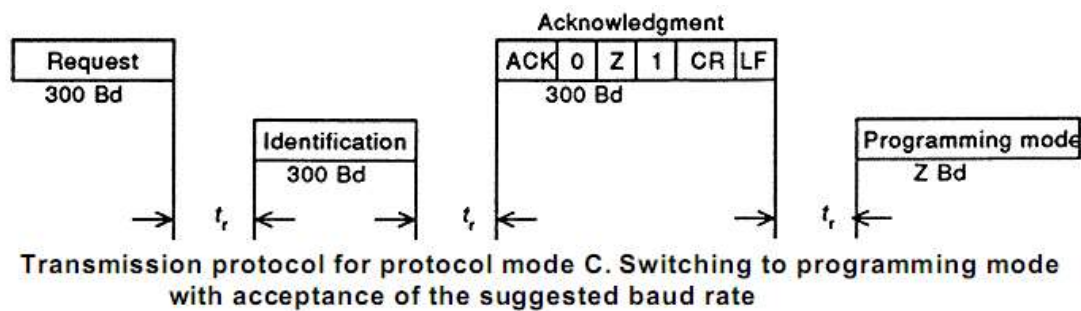 Acknowledgment
Request
ACK 0 Z 1 CR LF
300 Bd
300 Bd
Identification
300 Bd
Programming mode
Z Bd
tr
tr
tr
Transmission protocol for protocol mode C. Switching to programming mode
with acceptance of the suggested baud rate